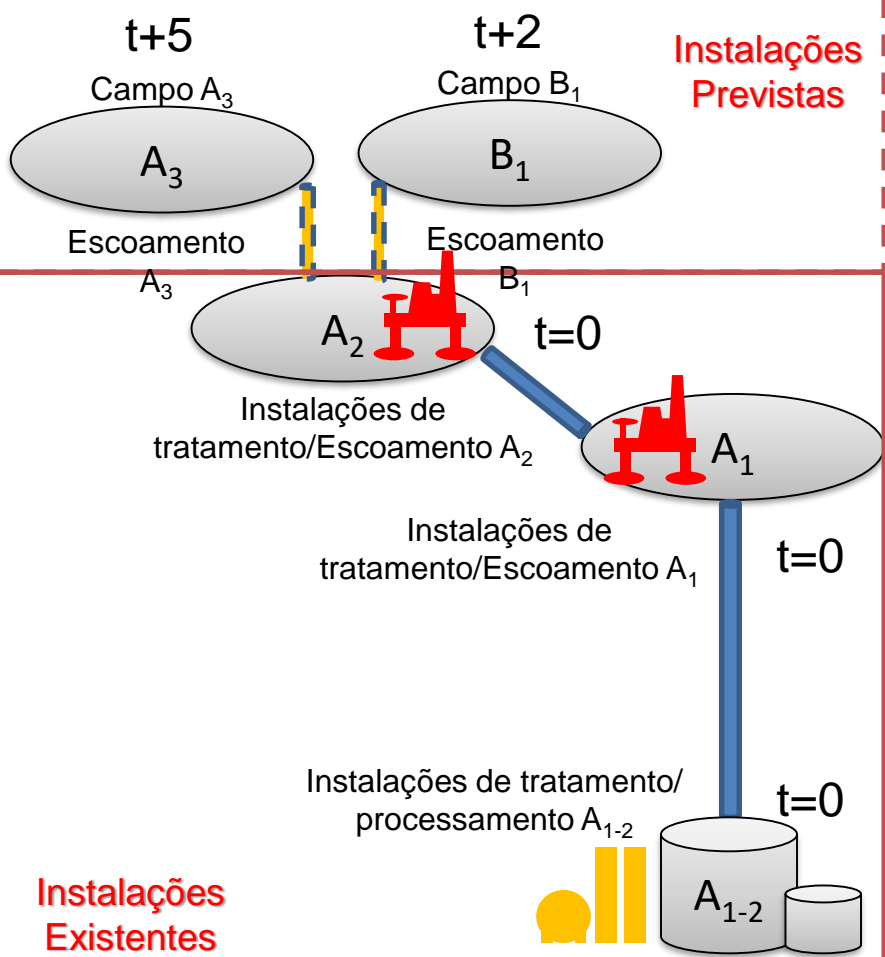 t+5
t+2
Instalações
Previstas
Campo A₃
Campo B₁
A₃
B₁
Escoamento
A₃
Escoamento
B₁
A₂
t=0
Instalações de
tratamento/Escoamento A₂
A₁
Instalações de
tratamento/Escoamento A₁
t=0
Instalações de tratamento/
processamento A₁₋₂
t=0
A₁₋₂
Instalações
Existentes